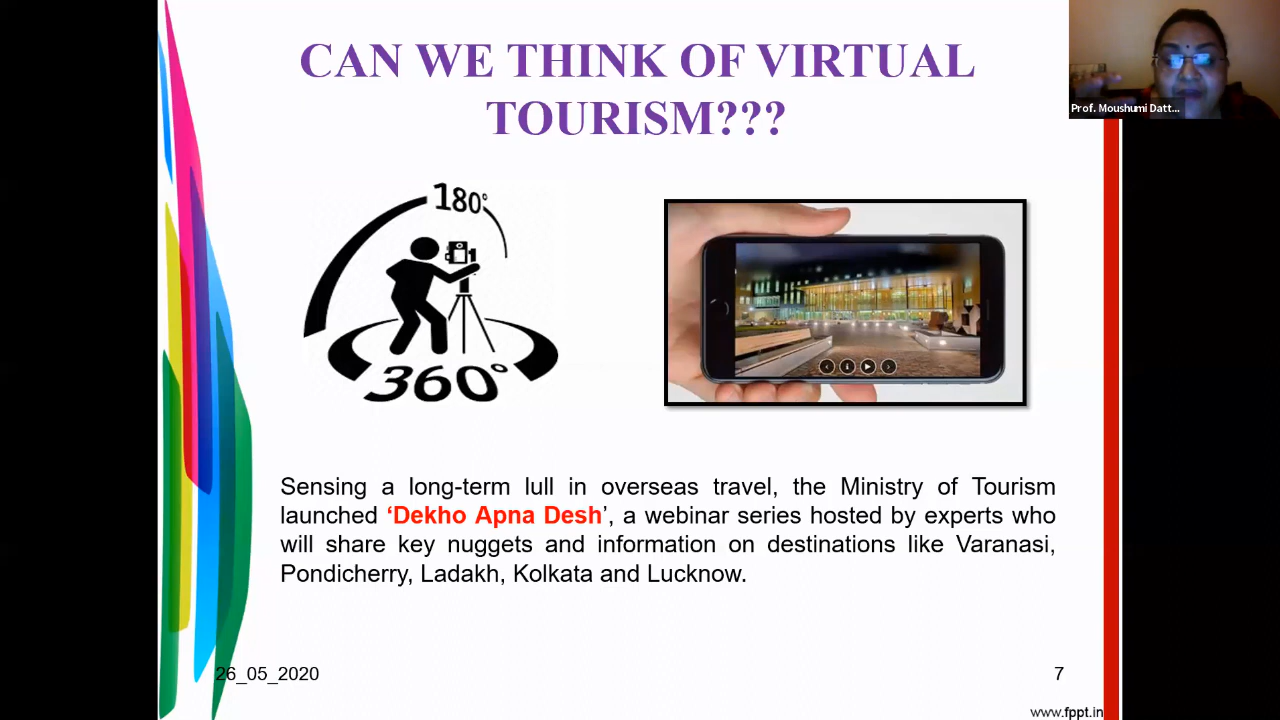 CAN WE THINK OF VIRTUAL
TOURISM???
Prof. Moushumi Datt...
180°
360°
Sensing a long-term lull in overseas travel, the Ministry of Tourism
launched ‘Dekho Apna Desh’, a webinar series hosted by experts who
will share key nuggets and information on destinations like Varanasi,
Pondicherry, Ladakh, Kolkata and Lucknow.
26_05_2020
7
www.fppt.in